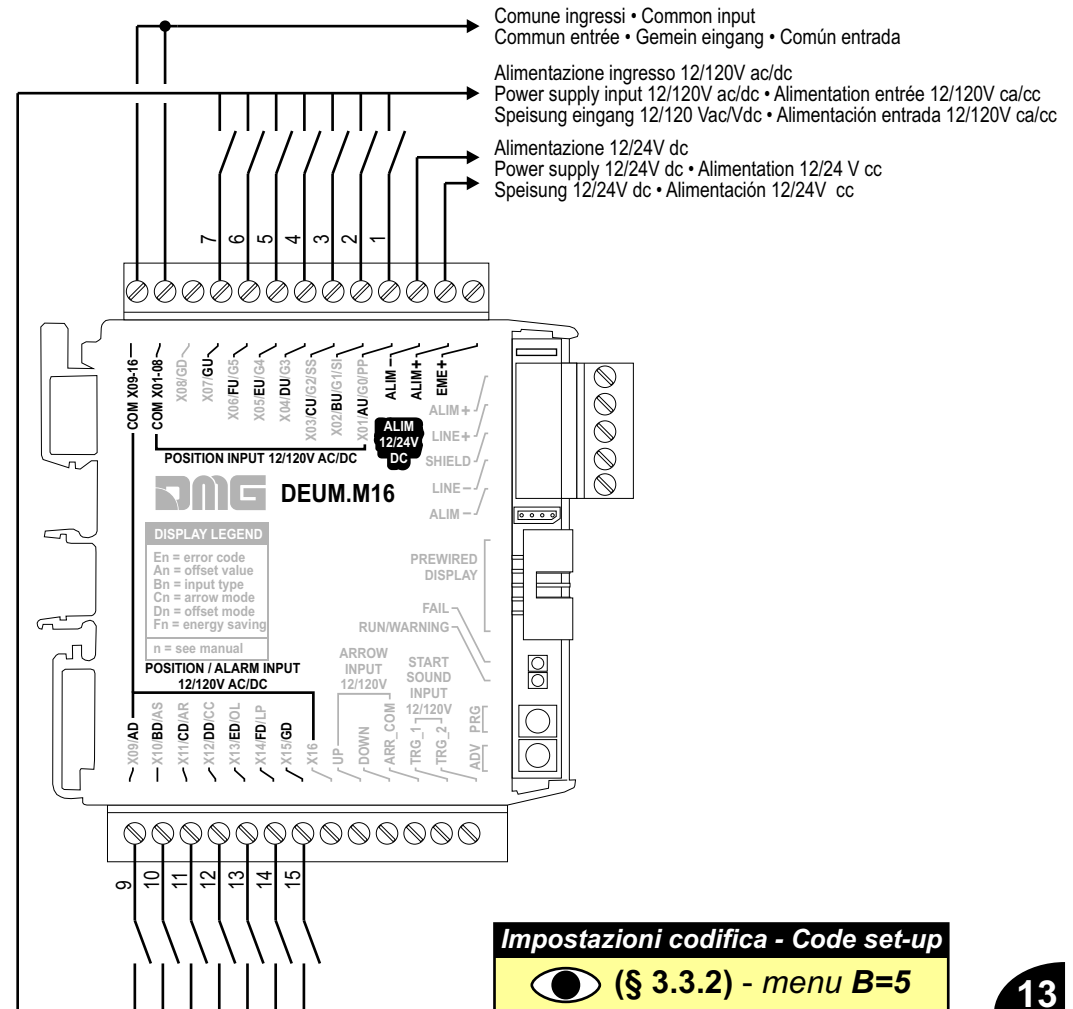 Comune ingressi • Common input
Commun entrée • Gemein eingang • Común entrada
Alimentazione ingresso 12/120V ac/dc
Power supply input 12/120V ac/dc • Alimentation entrée 12/120V ca/cc
Speisung eingang 12/120 Vac/Vdc • Alimentación entrada 12/120V ca/cc
Alimentazione 12/24V dc
Power supply 12/24V dc • Alimentation 12/24 V cc
Speisung 12/24V dc • Alimentación 12/24V cc
7
6
5
4
3
2
1
COM X09-16
COM X01-08
X08/GD
X07/GU
X06/FU/G5
X05/EU/G4
X04/DU/G3
X03/CU/G2/SS
X02/BU/G1/SI
X01/AU/G0/PP
ALIM -
ALIM+
EME+
ALIM 12/24V DC
POSITION INPUT 12/120V AC/DC
ALIM +
LINE +
SHIELD
LINE -
ALIM -
DMG DEUM.M16
DISPLAY LEGEND
En = error code
An = offset value
Bn = input type
Cn = arrow mode
Dn = offset mode
Fn = energy saving
n = see manual
PREWIRED
DISPLAY
FAIL
RUN/WARNING
POSITION / ALARM INPUT
12/120V AC/DC
ARROW
INPUT
12/120V
START
SOUND
INPUT
12/120V
X09/AD
X10/BD/AS
X11/CD/AR
X12/DD/CC
X13/ED/OL
X14/FD/LP
X15/GD
X16
UP
DOWN
ARR_COM
TRG_1
TRG_2
PRG
ADV
9
10
11
12
13
14
15
Impostazioni codifica - Code set-up
(§ 3.3.2) - menu B=5
13